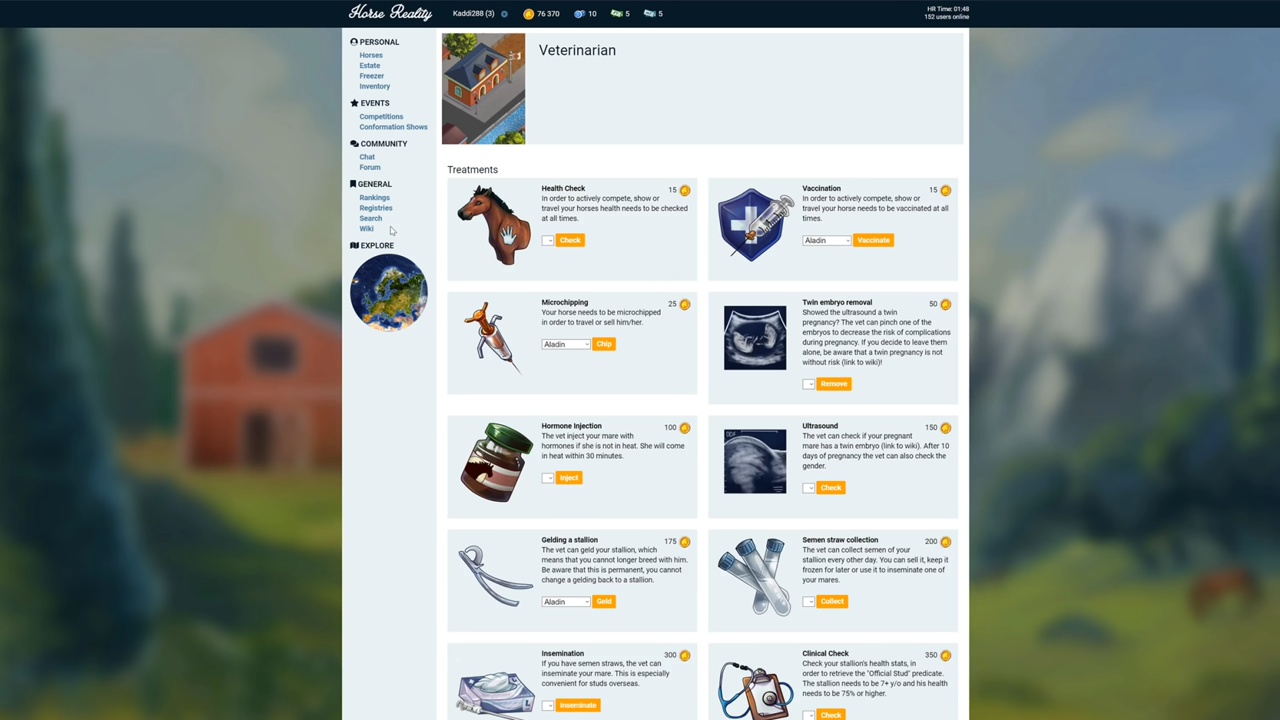 Horse Reality
Kaddi288 (3)
76 370
10
5
5
HR Time: 01:48
152 users online
PERSONAL
Horses
Estate
Freezer
Inventory
EVENTS
Competitions
Conformation Shows
COMMUNITY
Chat
Forum
GENERAL
Rankings
Registries
Search
Wiki
EXPLORE
Veterinarian
Treatments
Health Check
15
In order to actively compete, show or
travel your horses health needs to be checked
at all times.
Check
Vaccination
15
In order to actively compete, show or
travel your horse needs to be vaccinated at all
times.
Aladin
Vaccinate
Microchipping
25
Your horse needs to be microchipped
in order to travel or sell him/her.
Aladin
Chip
Twin embryo removal
50
Showed the ultrasound a twin
pregnancy? The vet can pinch one of the
embryos to decrease the risk of complications
during pregnancy. If you decide to leave them
alone, be aware that a twin pregnancy is not
without risk (link to wiki)!
Remove
Hormone Injection
100
The vet inject your mare with
hormones if she is not in heat. She will come
in heat within 30 minutes.
Inject
Ultrasound
150
The vet can check if your pregnant
mare has a twin embryo (link to wiki). After 10
days of pregnancy the vet can also check the
gender.
Check
Gelding a stallion
175
The vet can geld your stallion, which
means that you cannot longer breed with him.
Be aware that this is permanent, you cannot
change a gelding back to a stallion.
Aladin
Geld
Semen straw collection
200
The vet can collect semen of your
stallion every other day. You can sell it, keep it
frozen for later or use it to inseminate one of
your mares.
Collect
Insemination
300
if you have semen straws, the vet can
inseminate your mare. This is especially
convenient for studs overseas.
Inseminate
Clinical Check
350
Check your stallion's health stats, in
order to retrieve the "Official Stud" predicate.
The stallion needs to be 7+ y/o and his health
needs to be 75% or higher.
Check